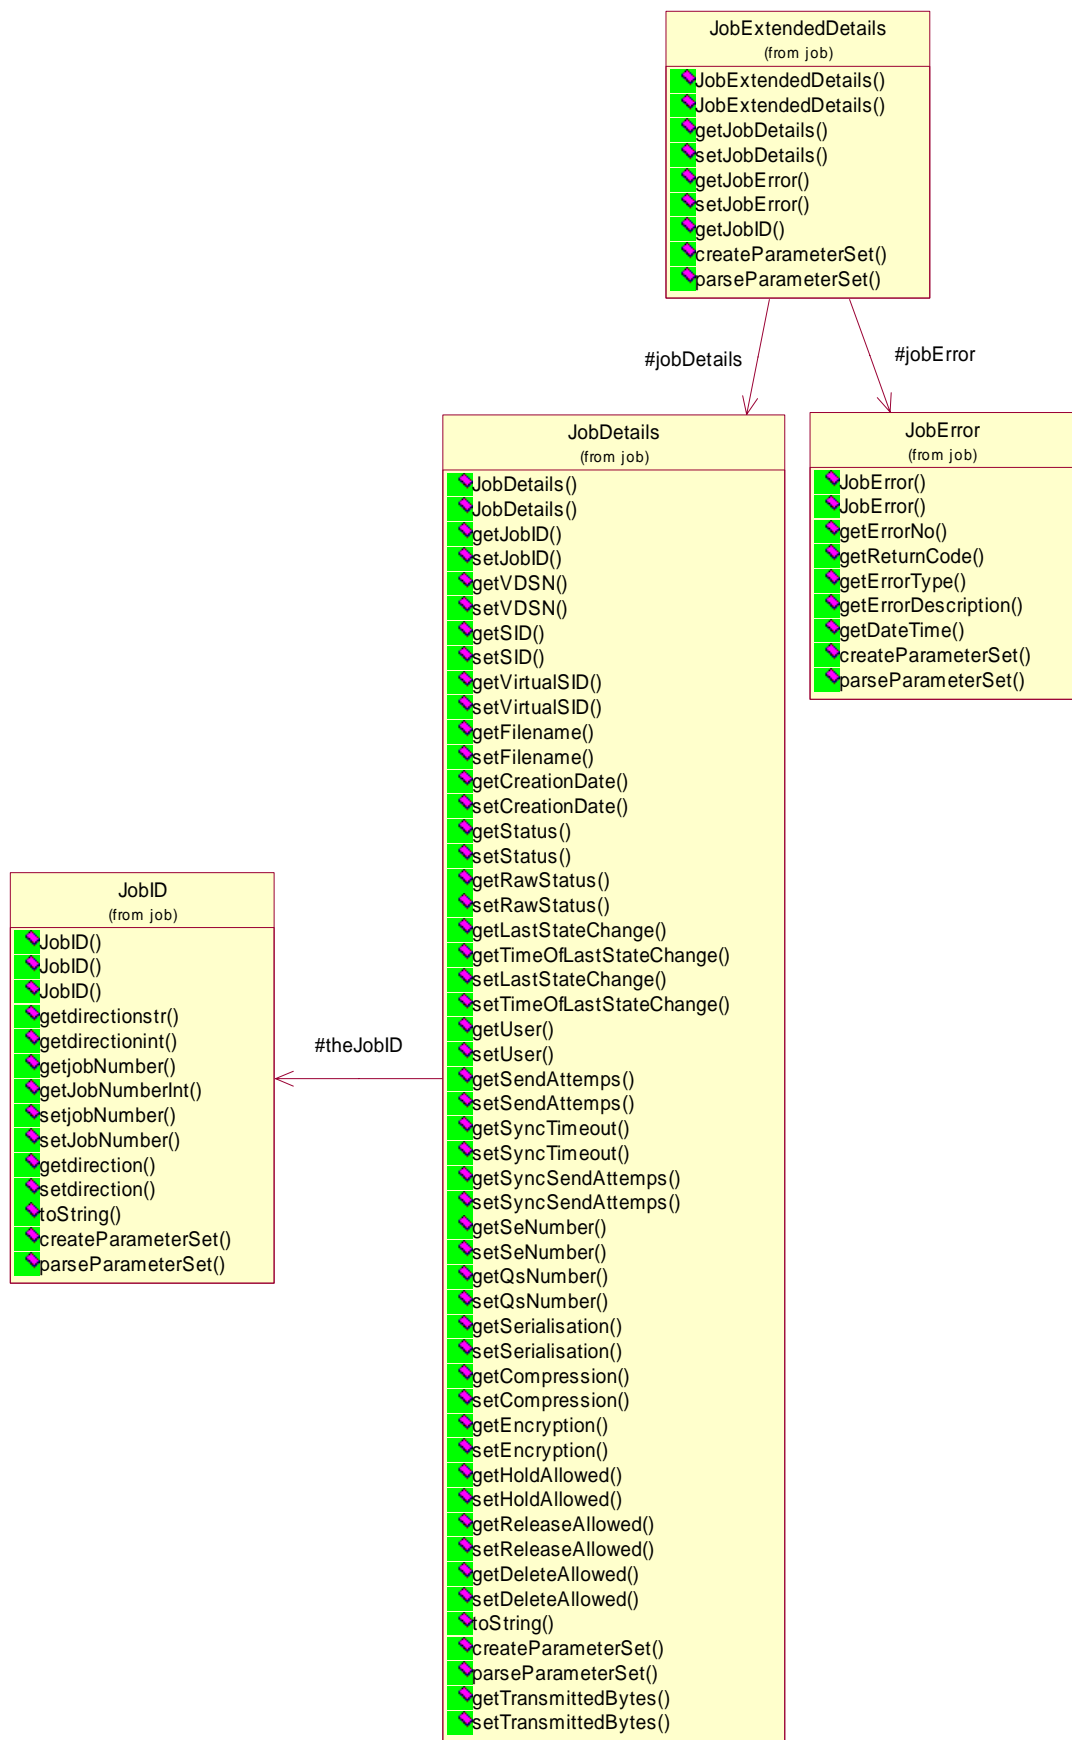 JobExtendedDetails
(from job)
JobExtendedDetails()
JobExtendedDetails()
getJobDetails()
setJobDetails()
getJobError()
setJobError()
getJobID()
createParameterSet()
parseParameterSet()
#jobDetails
#jobError
JobDetails
(from job)
JobDetails()
JobDetails()
getJobID()
setJobID()
getVDSN()
setVDSN()
getSID()
setSID()
getVirtualSID()
setVirtualSID()
getFilename()
setFilename()
getCreationDate()
setCreationDate()
getStatus()
setStatus()
getRawStatus()
setRawStatus()
getLastStateChange()
getTimeOfLastStateChange()
setLastStateChange()
setTimeOfLastStateChange()
getUser()
setUser()
getSendAttemps()
setSendAttemps()
getSyncTimeout()
setSyncTimeout()
getSyncSendAttemps()
setSyncSendAttemps()
getSeNumber()
setSeNumber()
getQsNumber()
setQsNumber()
getSerialisation()
setSerialisation()
getCompression()
setCompression()
getEncryption()
setEncryption()
getHoldAllowed()
setHoldAllowed()
getReleaseAllowed()
setReleaseAllowed()
getDeleteAllowed()
setDeleteAllowed()
toString()
createParameterSet()
parseParameterSet()
getTransmittedBytes()
setTransmittedBytes()
JobError
(from job)
JobError()
JobError()
getErrorNo()
getReturnCode()
getErrorType()
getErrorDescription()
getDateTime()
createParameterSet()
parseParameterSet()
JobID
(from job)
JobID()
JobID()
JobID()
getdirectionstr()
getdirectionint()
getjobNumber()
getJobNumberInt()
setjobNumber()
setJobNumber()
getdirection()
setdirection()
toString()
createParameterSet()
parseParameterSet()
#theJobID